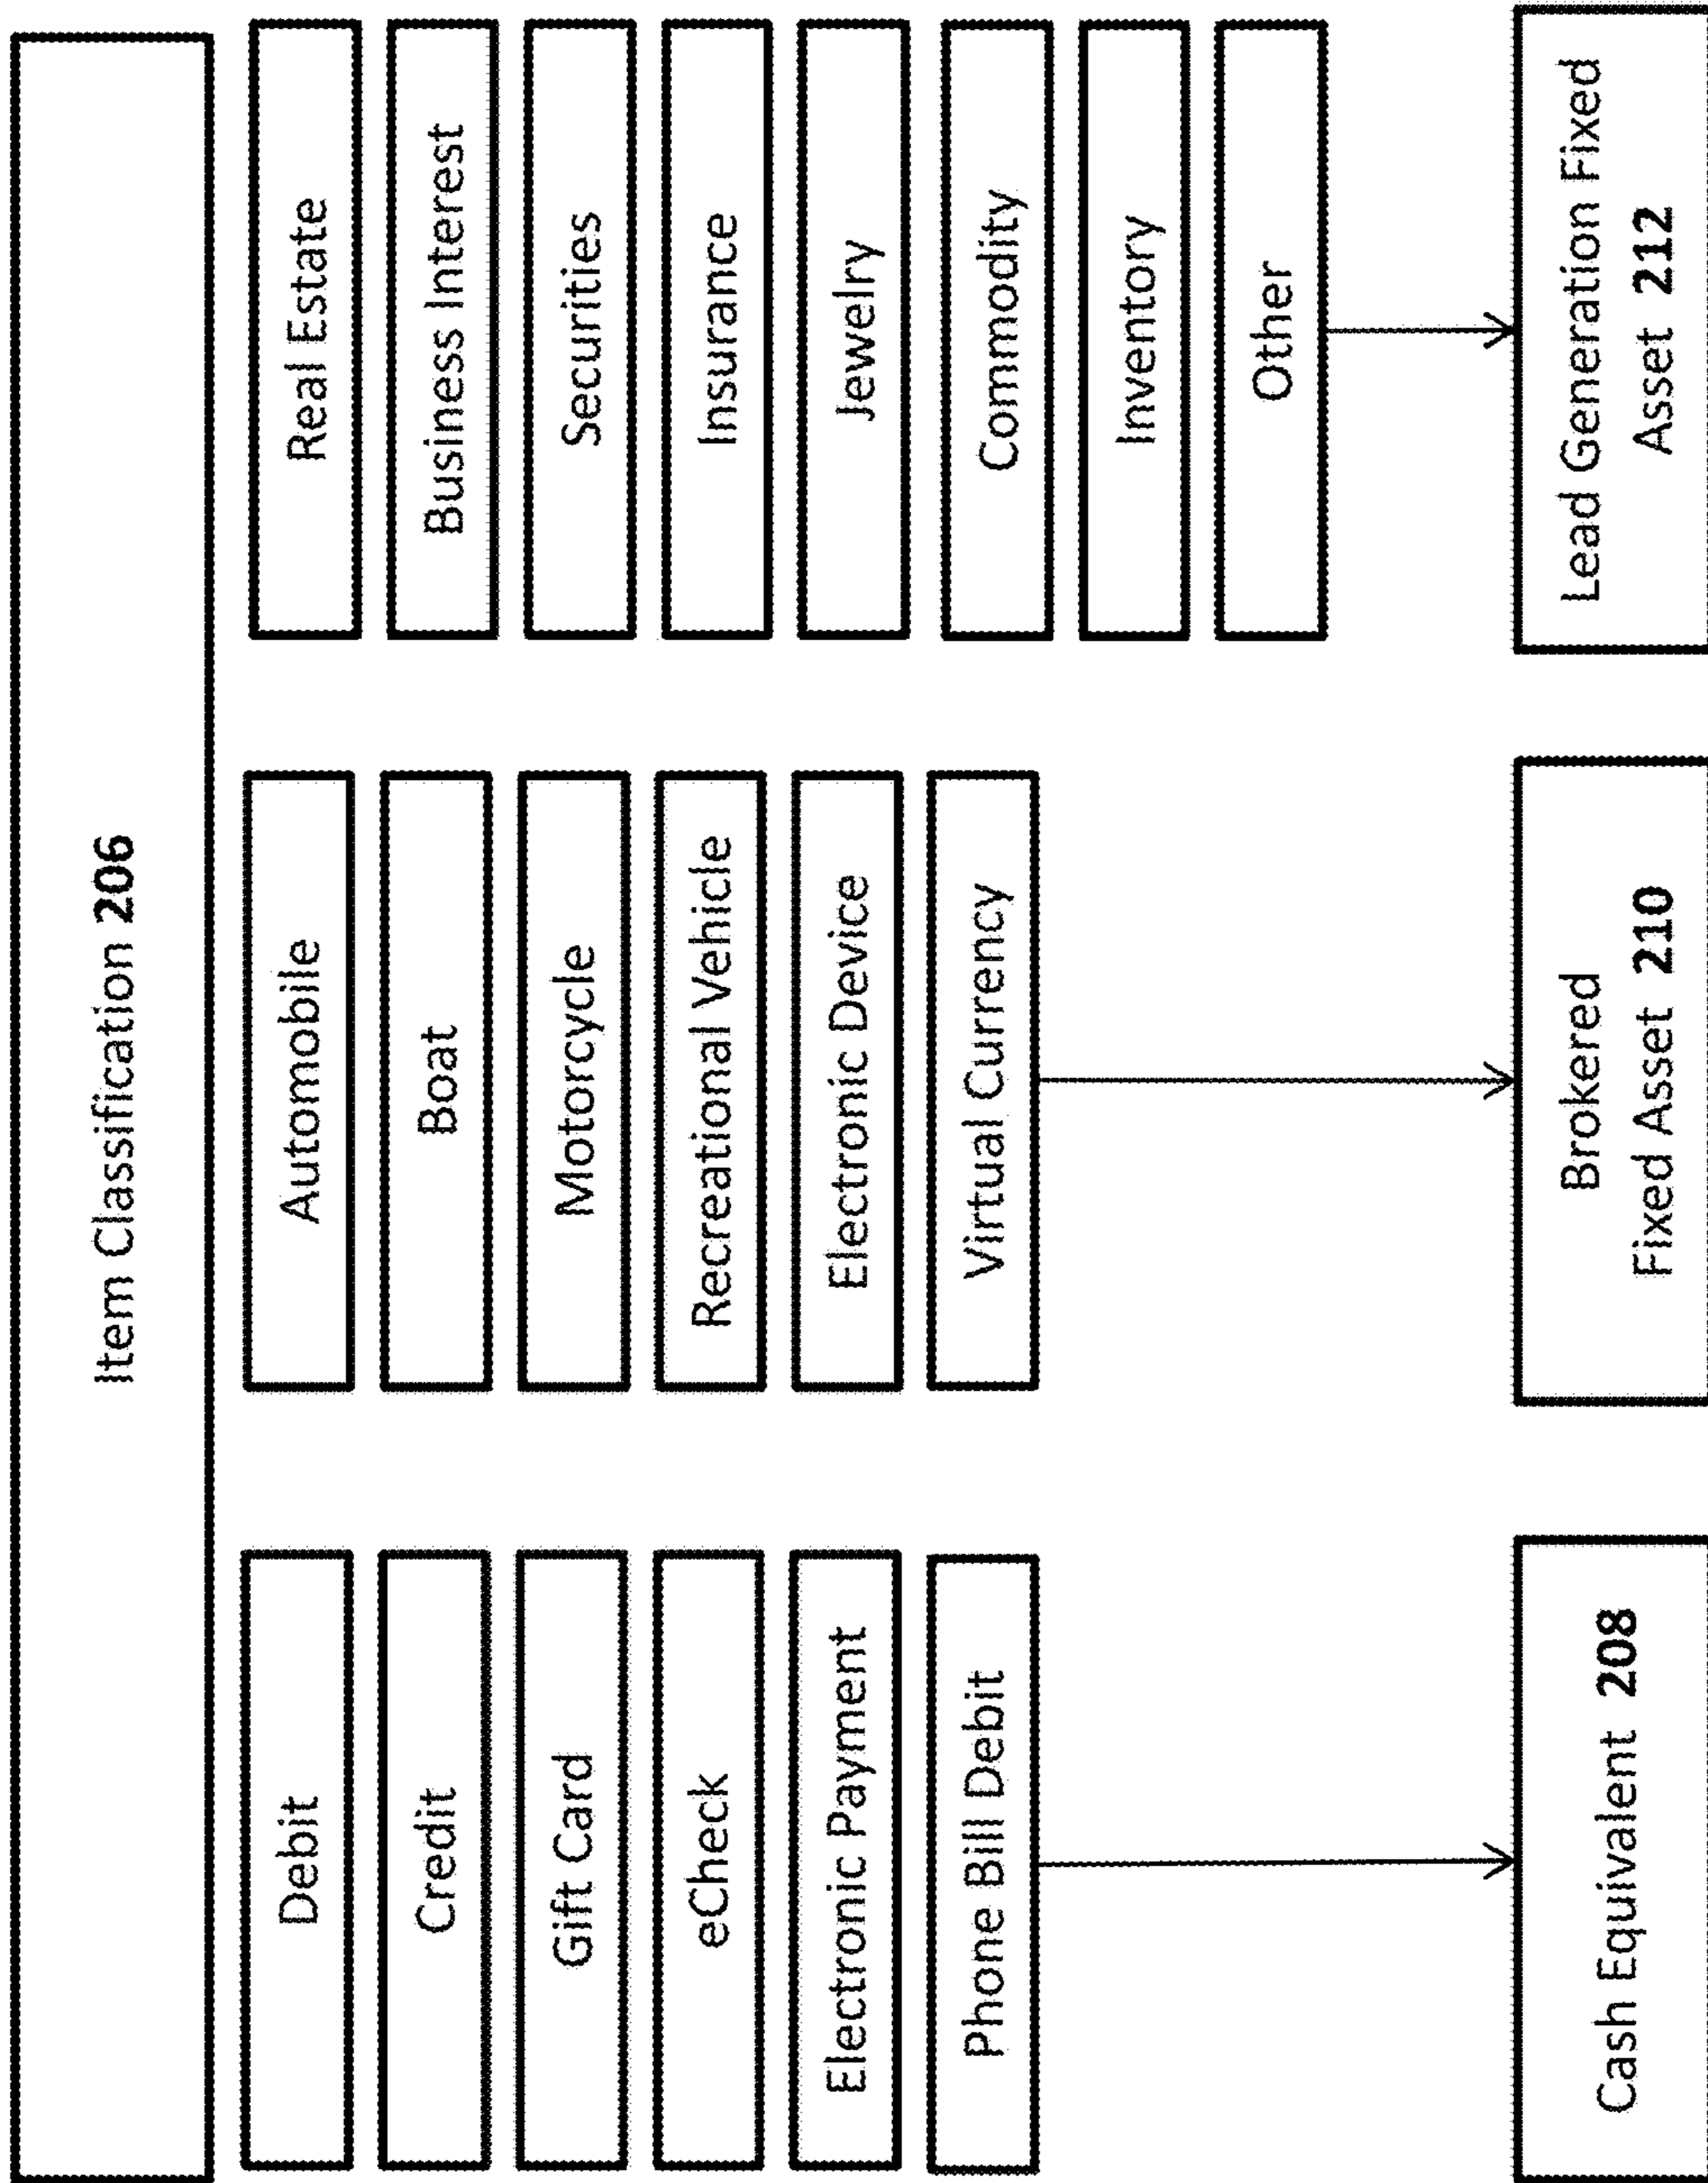 Item Classification 206
Debit
Credit
Gift Card
eCheck
Electronic Payment
Phone Bill Debit
Cash Equivalent 208
Automobile
Boat
Motorcycle
Recreational Vehicle
Electronic Device
Virtual Currency
Brokered
Fixed Asset 210
Real Estate
Business Interest
Securities
Insurance
Jewelry
Commodity
Inventory
Other
Lead Generation Fixed
Asset 212